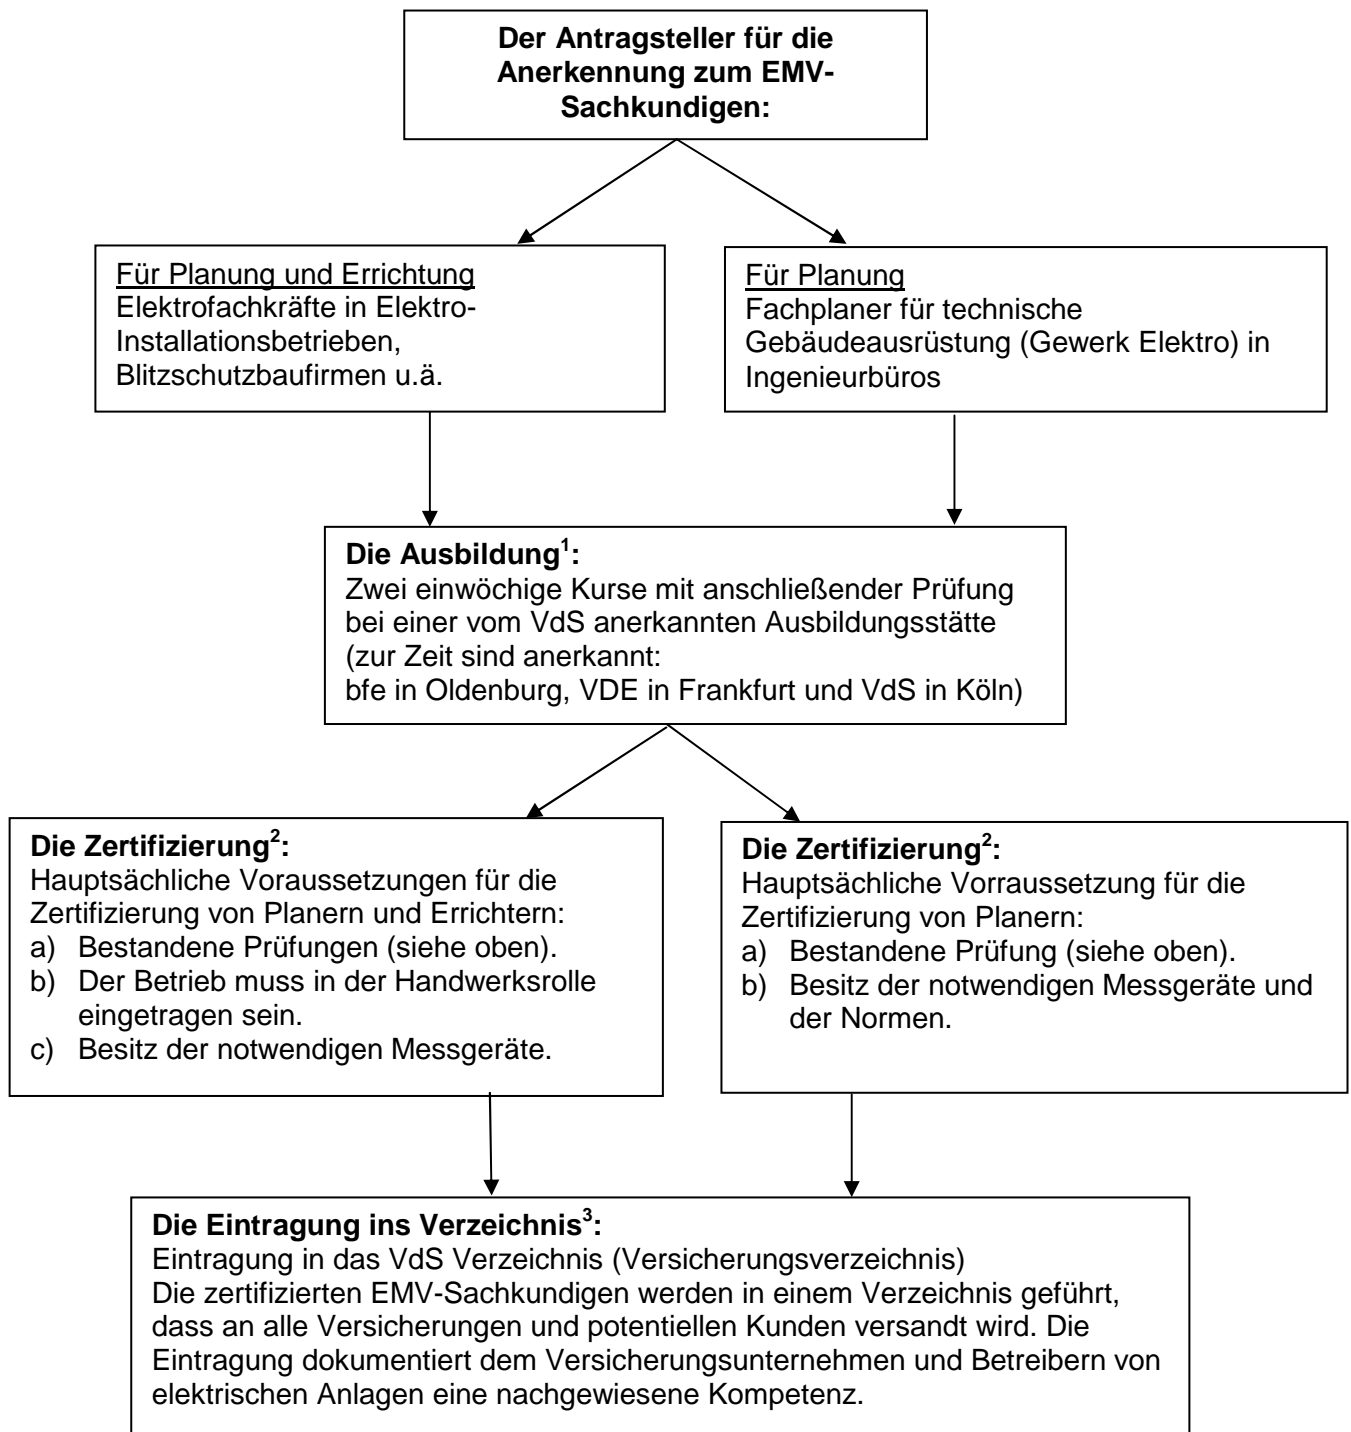 Der Antragsteller für die
Anerkennung zum EMV-
Sachkundigen:
Für Planung und Errichtung
Elektrofachkräfte in Elektro-
Installationsbetrieben,
Blitzschutzbaufirmen u.ä.
Für Planung
Fachplaner für technische
Gebäudeausrüstung (Gewerk Elektro) in
Ingenieurbüros
Die Ausbildung¹:
Zwei einwöchige Kurse mit anschließender Prüfung
bei einer vom VdS anerkannten Ausbildungsstätte
(zur Zeit sind anerkannt:
bfe in Oldenburg, VDE in Frankfurt und VdS in Köln)
Die Zertifizierung²:
Hauptsächliche Voraussetzungen für die
Zertifizierung von Planern und Errichtern:
a) Bestandene Prüfungen (siehe oben).
b) Der Betrieb muss in der Handwerksrolle
eingetragen sein.
c) Besitz der notwendigen Messgeräte.
Die Zertifizierung²:
Hauptsächliche Vorraussetzung für die
Zertifizierung von Planern:
a) Bestandene Prüfung (siehe oben).
b) Besitz der notwendigen Messgeräte und
der Normen.
Die Eintragung ins Verzeichnis³:
Eintragung in das VdS Verzeichnis (Versicherungsverzeichnis)
Die zertifizierten EMV-Sachkundigen werden in einem Verzeichnis geführt,
dass an alle Versicherungen und potentiellen Kunden versandt wird. Die
Eintragung dokumentiert dem Versicherungsunternehmen und Betreibern von
elektrischen Anlagen eine nachgewiesene Kompetenz.